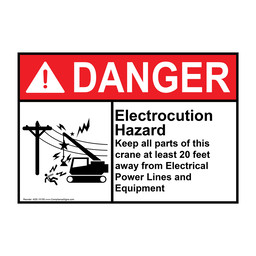 DANGER
Electrocution
Hazard
Keep all parts of this
crane at least 20 feet
away from Electrical
Power Lines and
Equipment